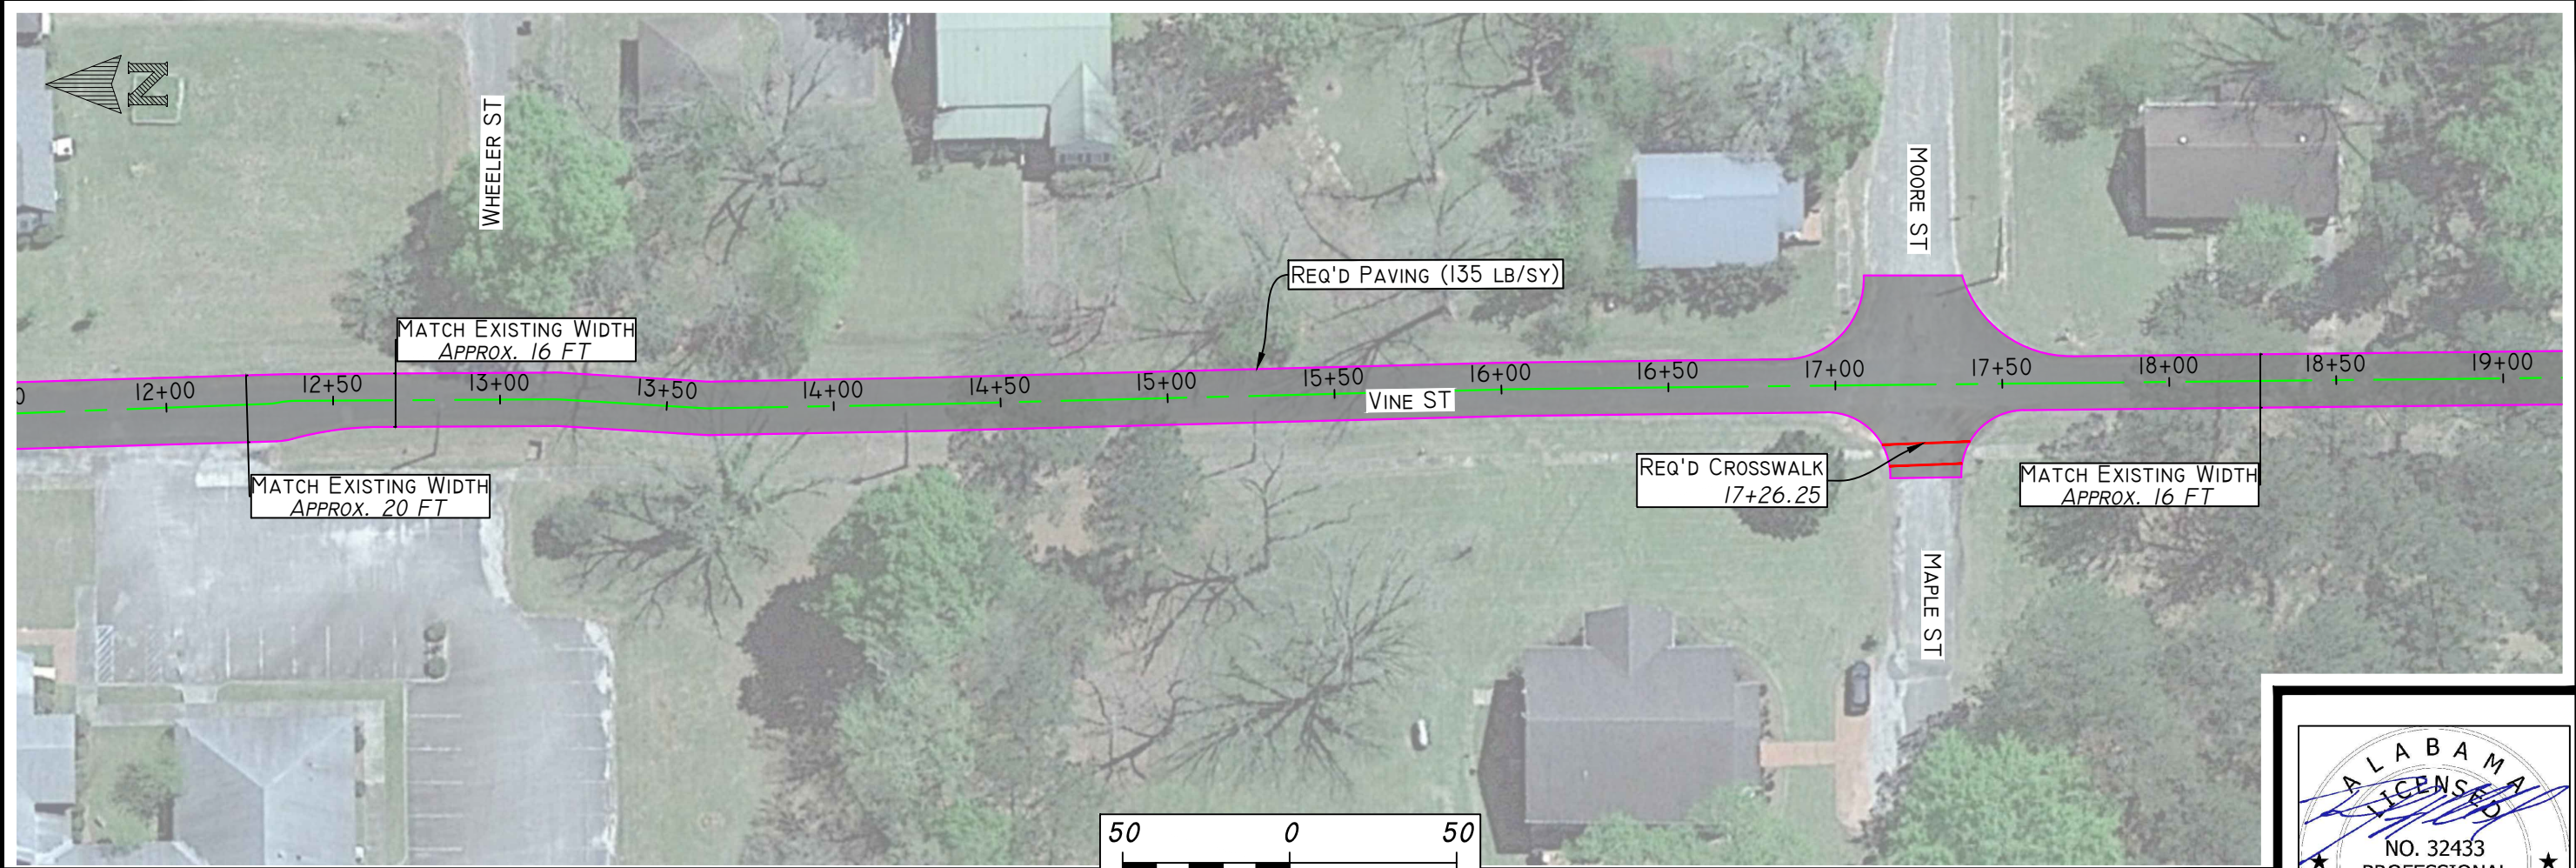 N
WHEELER ST
MOORE ST
REQ'D PAVING (135 LB/SY)
MATCH EXISTING WIDTH
APPROX. 16 FT
0
12+00
12+50
13+00
13+50
14+00
14+50
15+00
15+50
16+00
16+50
17+00
17+50
18+00
18+50
19+00
VINE ST
MATCH EXISTING WIDTH
APPROX. 20 FT
REQ'D CROSSWALK
17+26.25
MATCH EXISTING WIDTH
APPROX. 16 FT
MAPLE ST
50 0 50
ALABAMA
LICENSED
NO. 32433
PROFESSIONAL